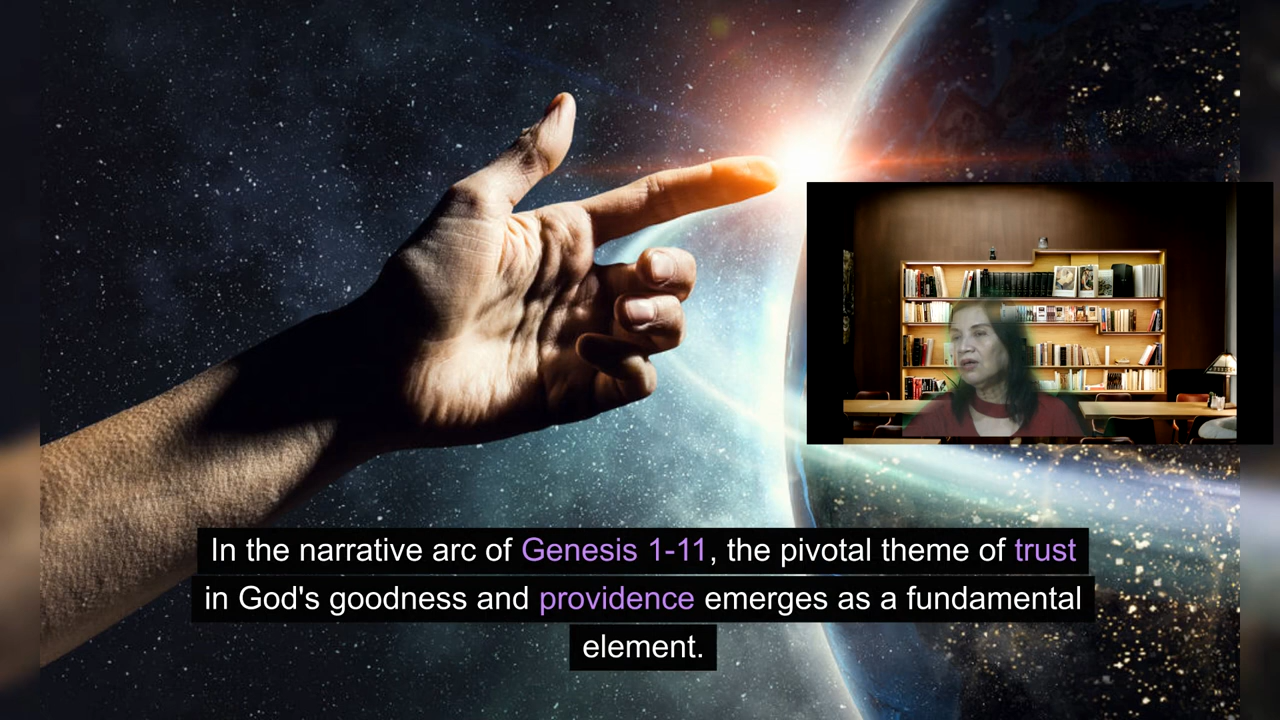 In the narrative arc of Genesis 1-11, the pivotal theme of trust
in God's goodness and providence emerges as a fundamental
element.